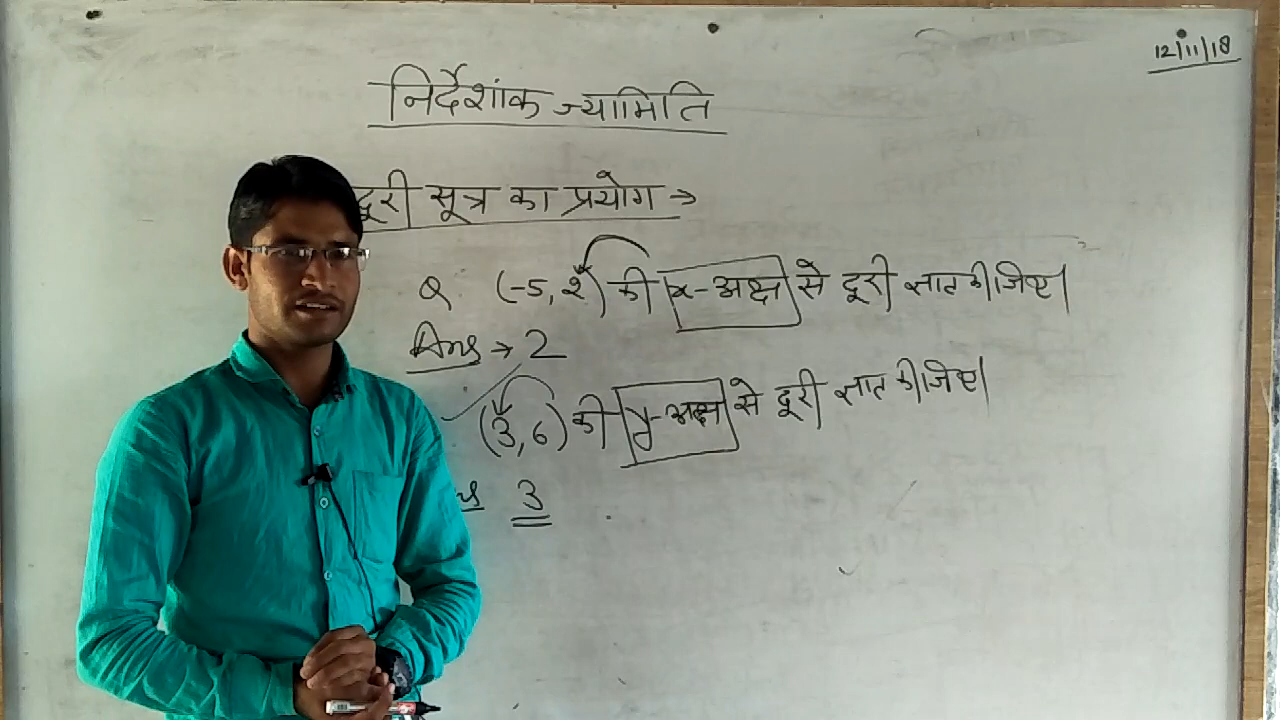 12/11/18
निर्देशांक ज्यामिति
दूरी सूत्र का प्रयोग →
Q (-5, 2) की x-अक्ष से दूरी ज्ञात कीजिए।
Ans → 2
(3, 6) की y-अक्ष से दूरी ज्ञात कीजिए।
3